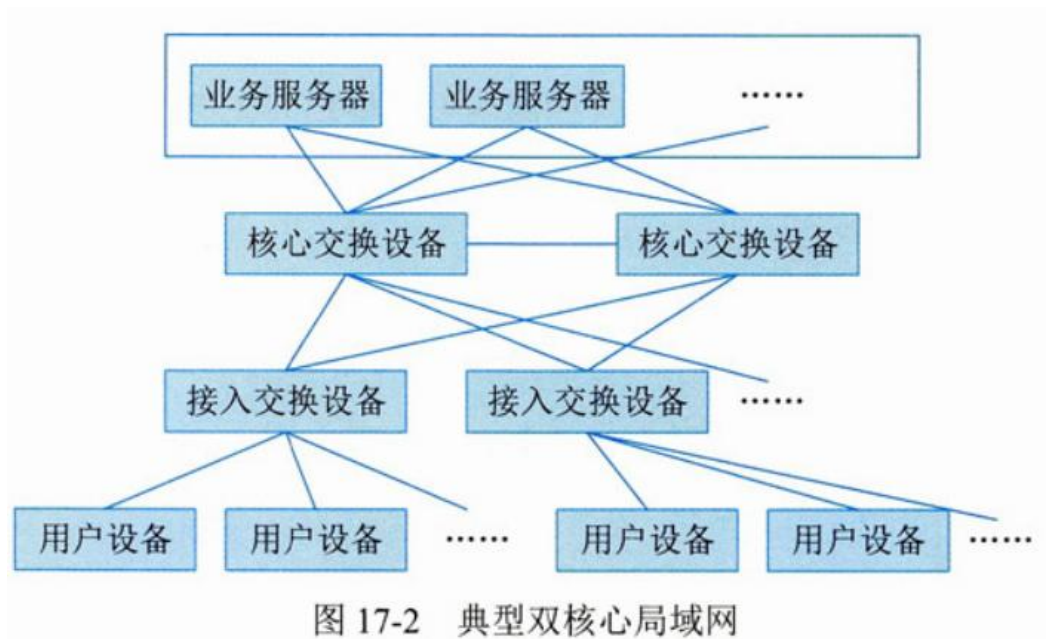 业务服务器 业务服务器 ……
核心交换设备 核心交换设备
接入交换设备 接入交换设备 ……
用户设备 用户设备 …… 用户设备 用户设备 ……
图 17-2 典型双核心局域网